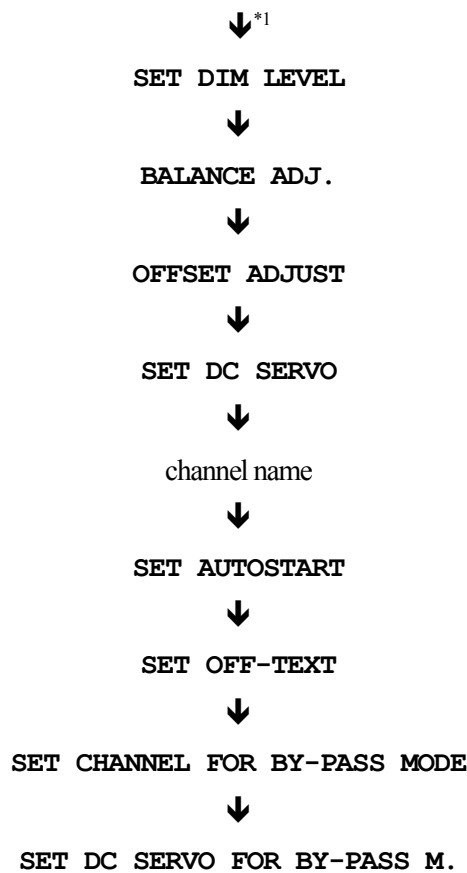 *1
SET DIM LEVEL
BALANCE ADJ.
OFFSET ADJUST
SET DC SERVO
channel name
SET AUTOSTART
SET OFF-TEXT
SET CHANNEL FOR BY-PASS MODE
SET DC SERVO FOR BY-PASS M.